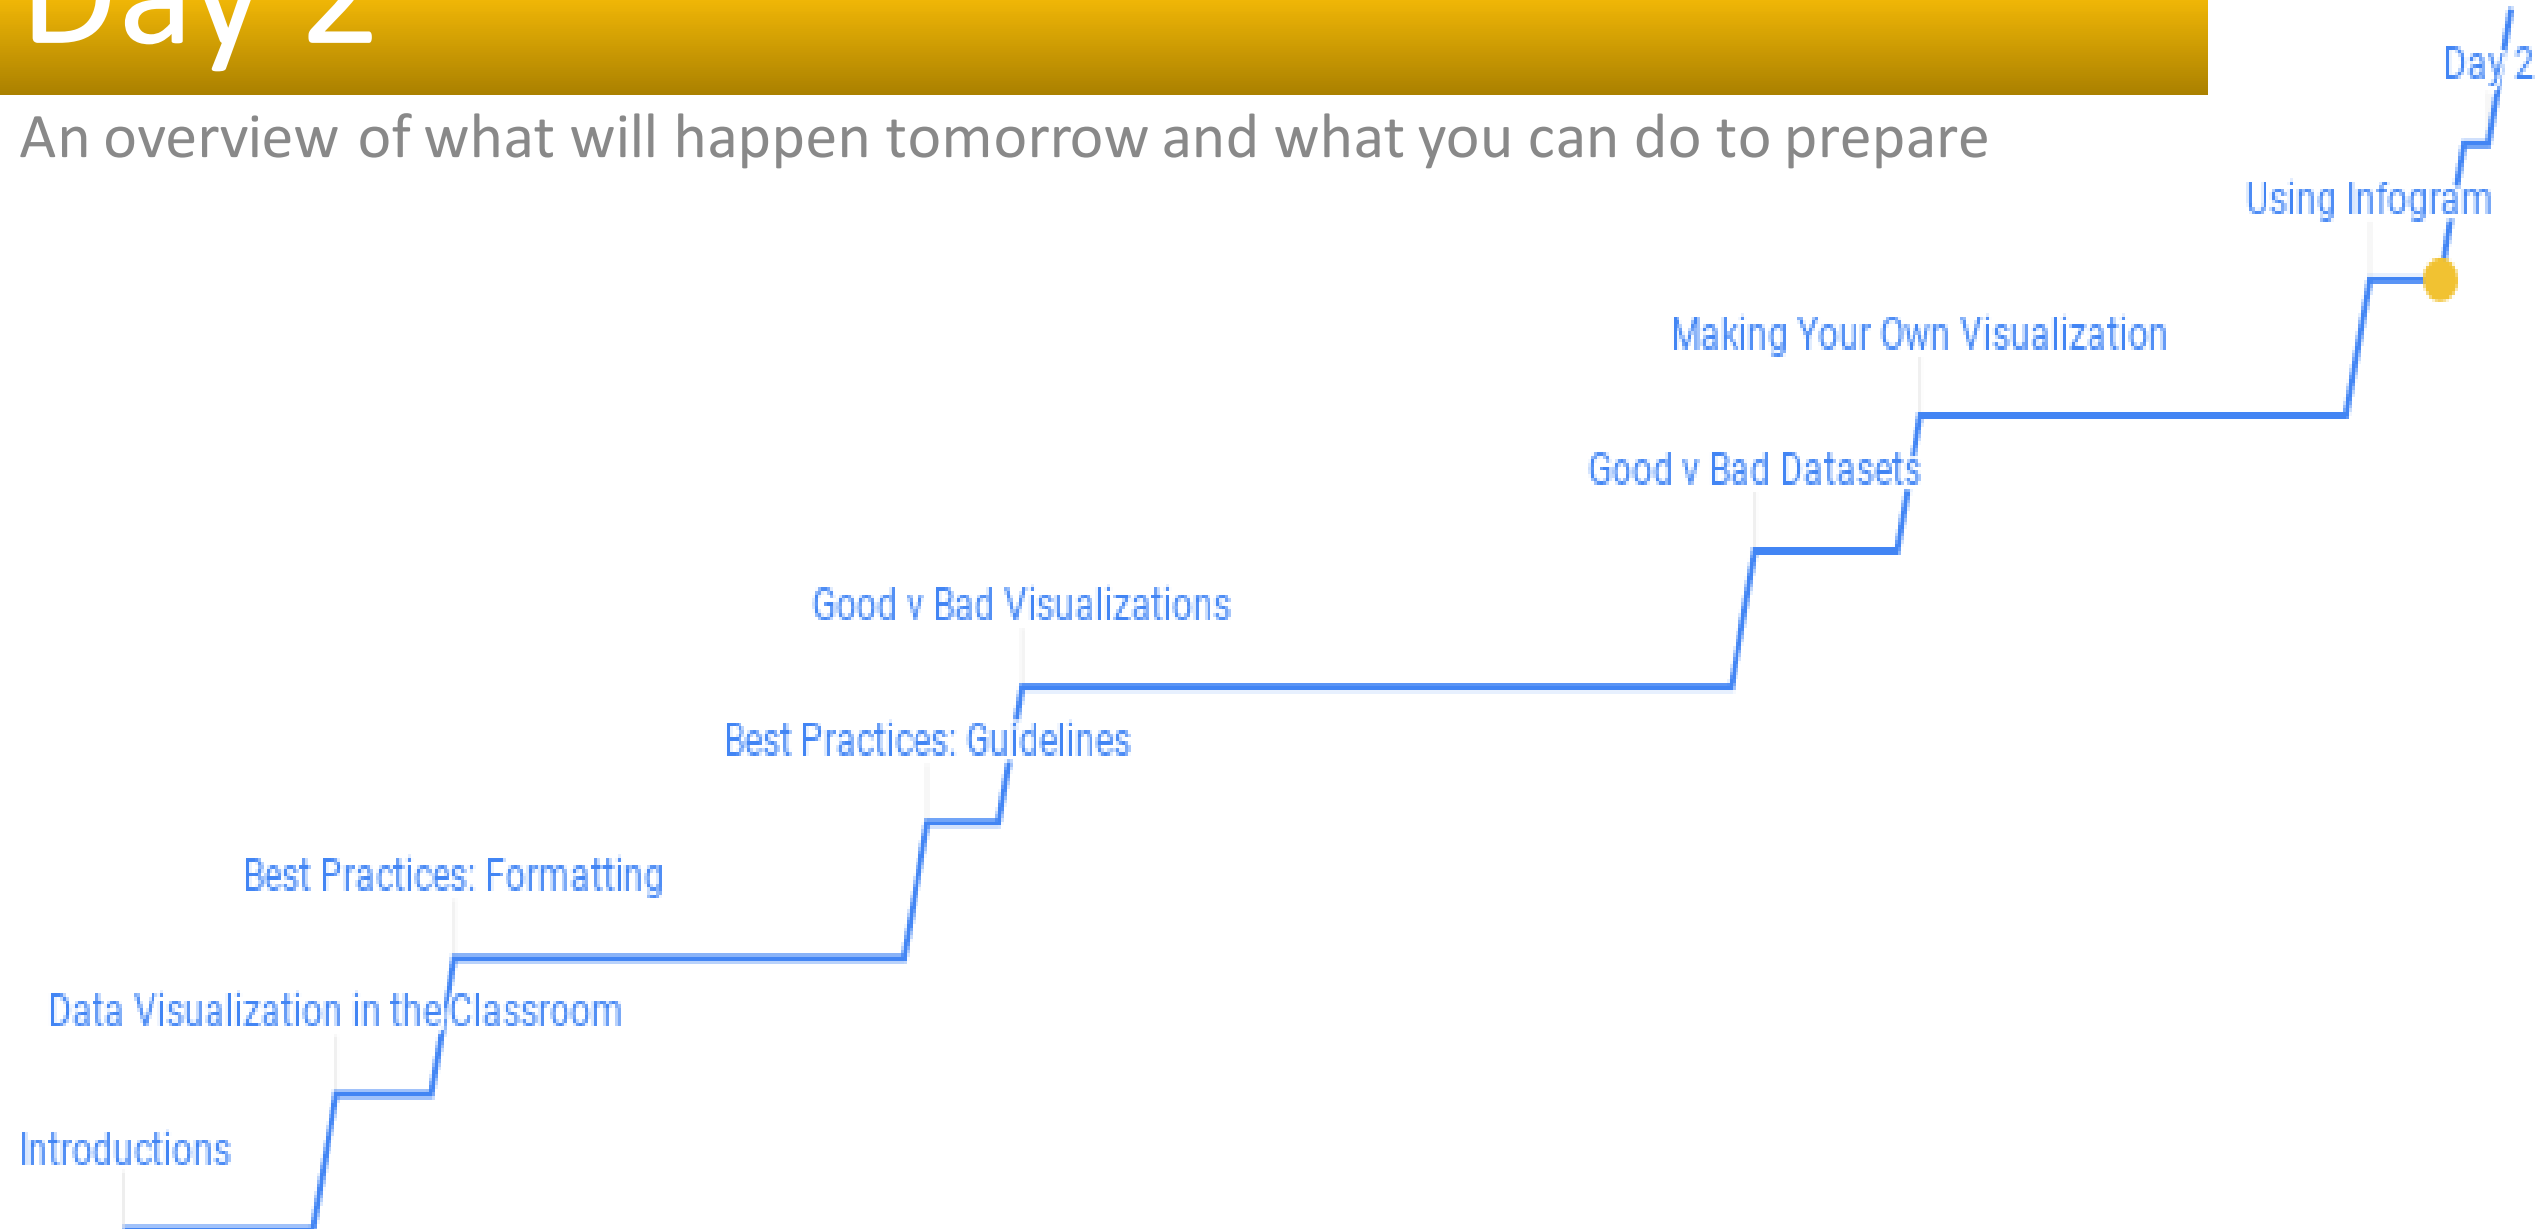 Day 2
An overview of what will happen tomorrow and what you can do to prepare
Day 2
Using Infogram
Making Your Own Visualization
Good v Bad Datasets
Good v Bad Visualizations
Best Practices: Guidelines
Best Practices: Formatting
Data Visualization in the Classroom
Introductions